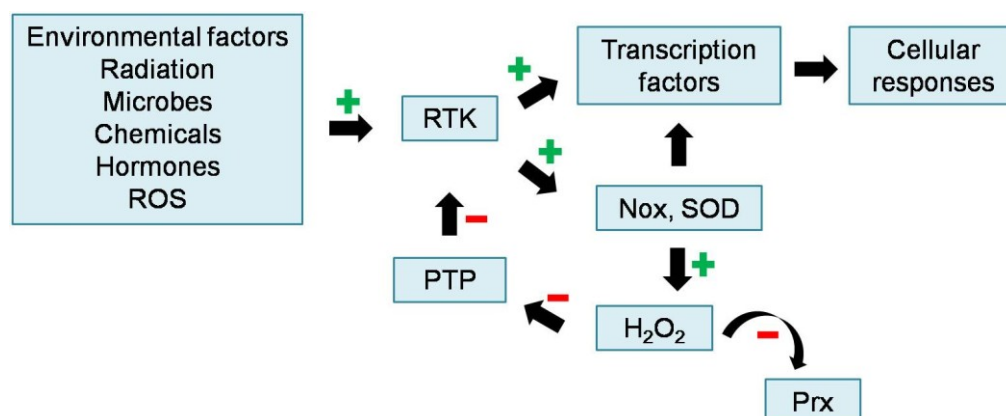 Environmental factors
Radiation
Microbes
Chemicals
Hormones
ROS
+
RTK
+
+
Transcription
factors
Cellular
responses
Nox, SOD
+
−
PTP
−
H₂O₂
−
Prx